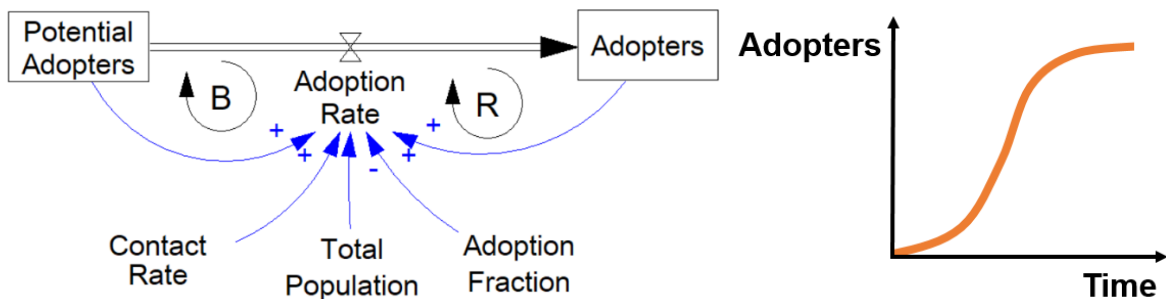 Potential
Adopters
Adopters
B
Adoption
Rate
R
+
+
-
+
+
Contact
Rate
Total
Population
Adoption
Fraction
Adopters
Time